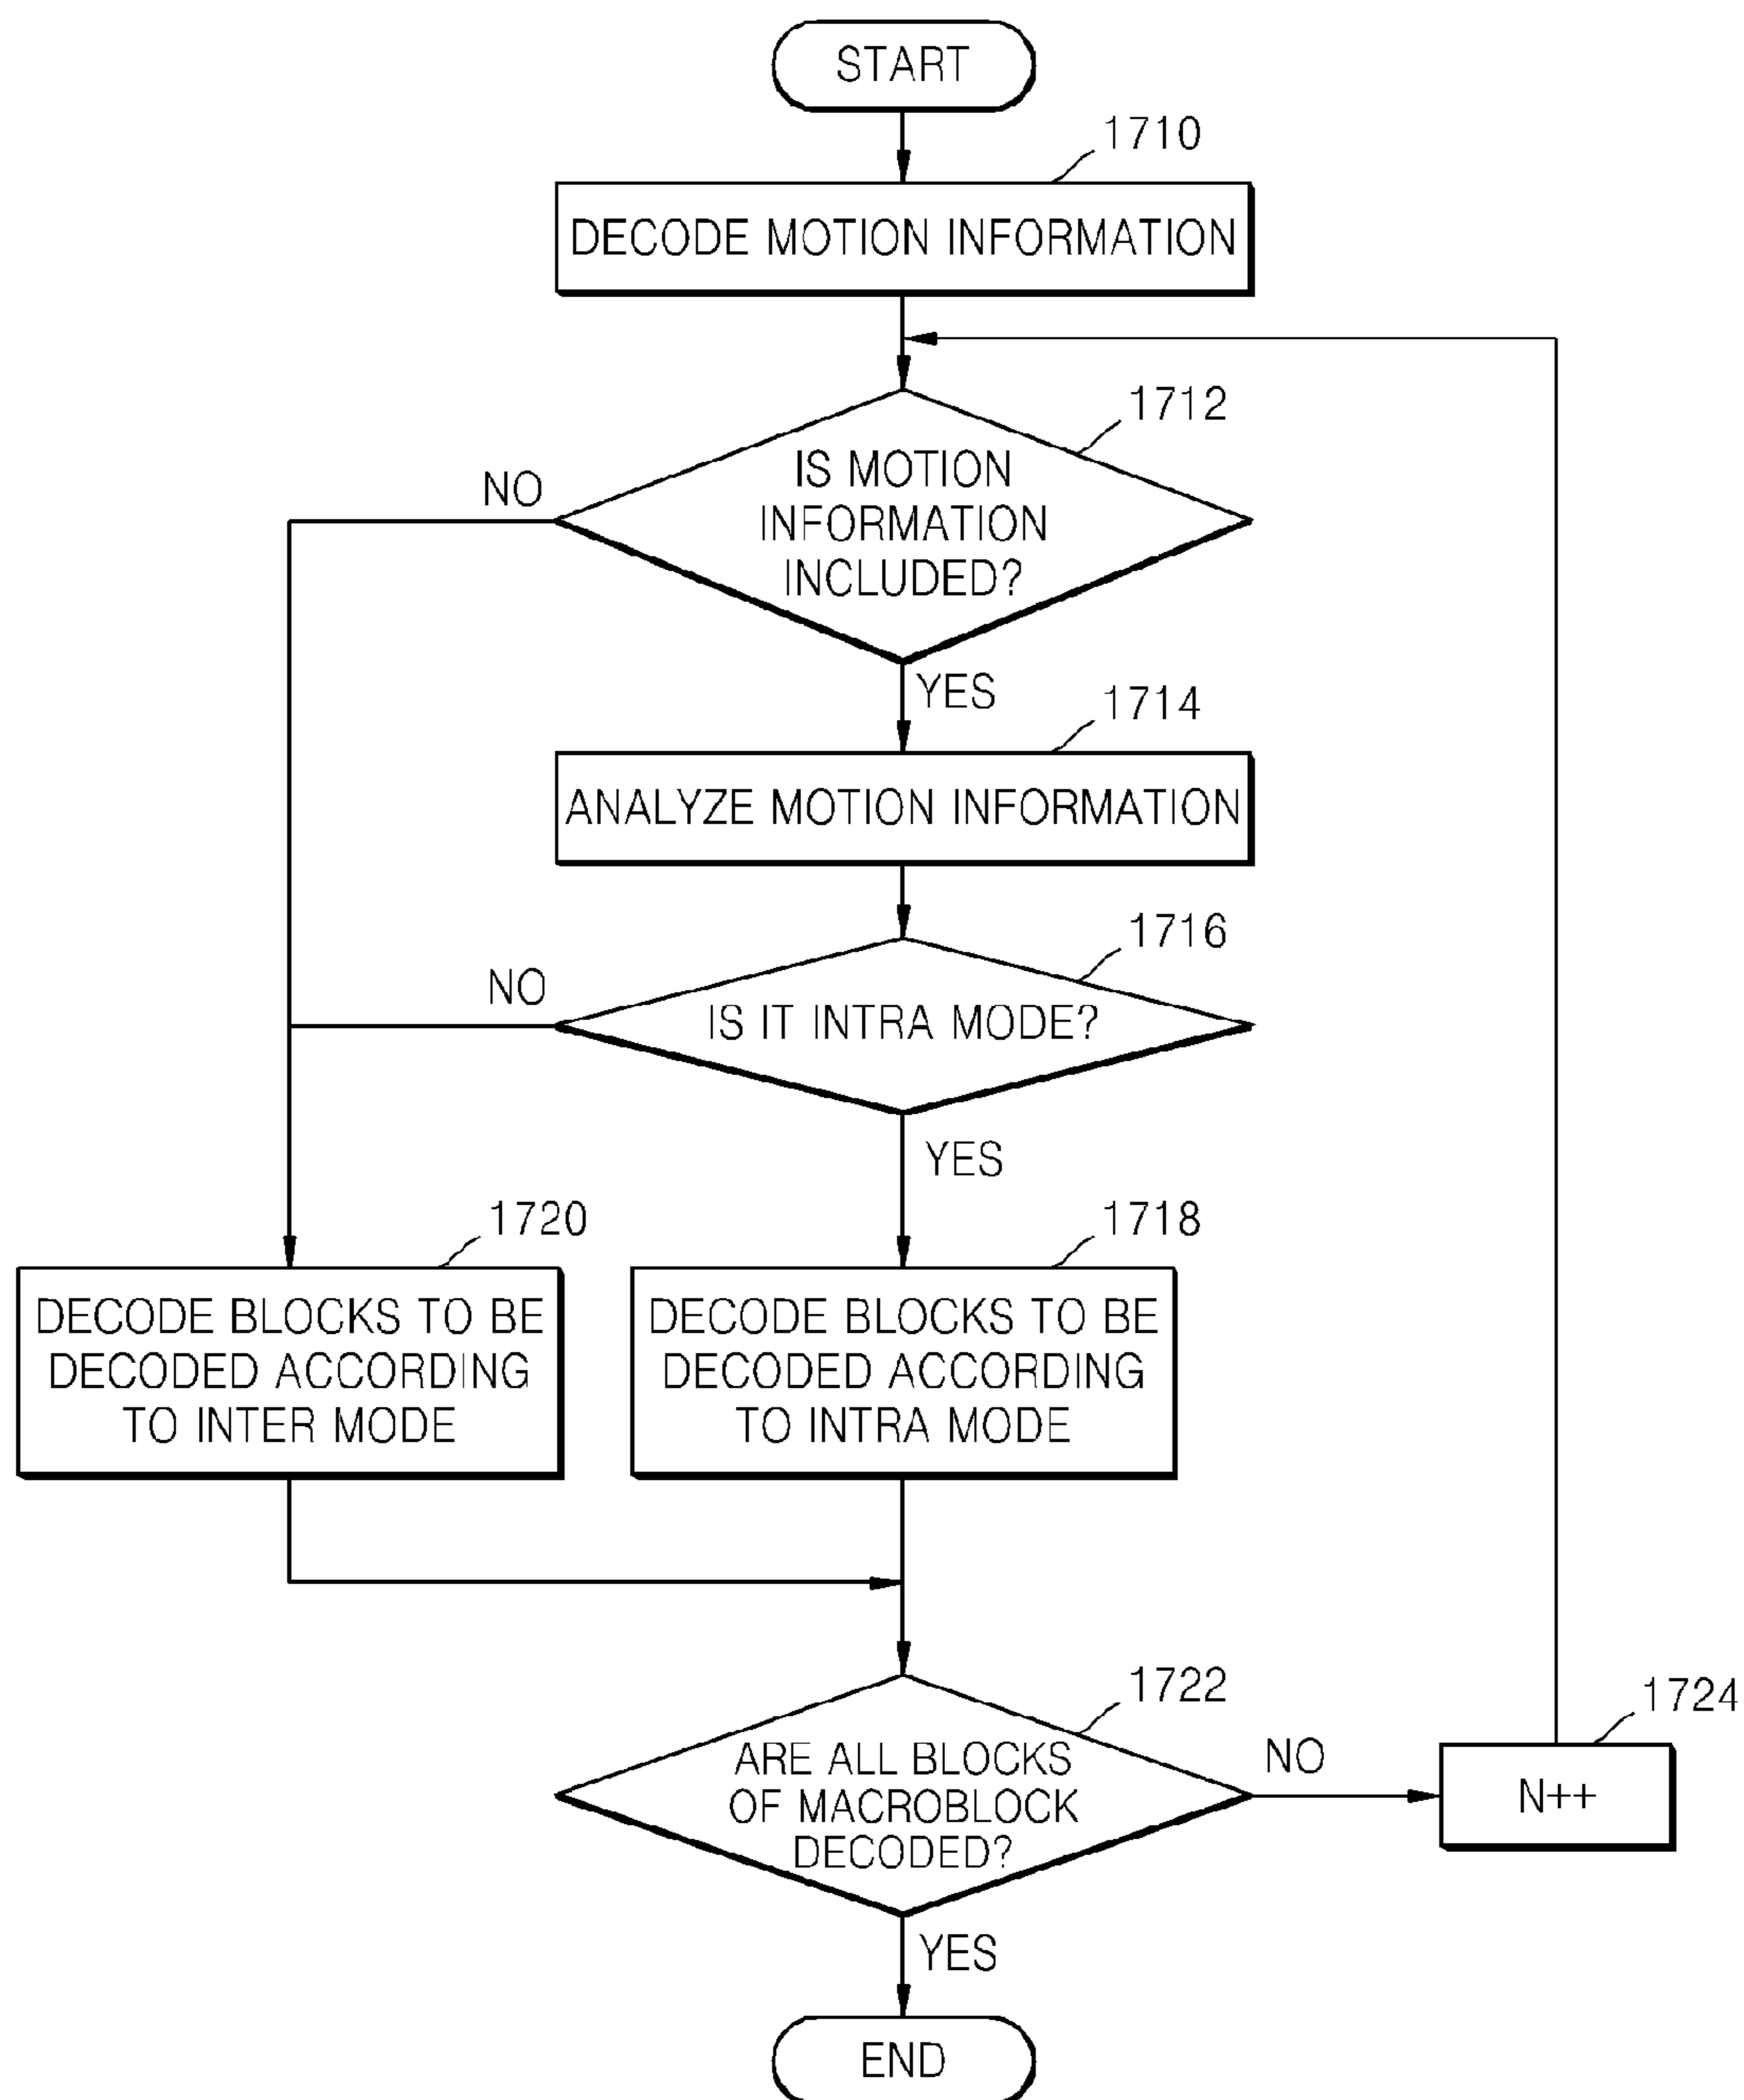 START
1710
DECODE MOTION INFORMATION
1712
IS MOTION
INFORMATION
INCLUDED?
NO
YES
1714
ANALYZE MOTION INFORMATION
1716
IS IT INTRA MODE?
NO
YES
1720
DECODE BLOCKS TO BE
DECODED ACCORDING
TO INTER MODE
1718
DECODE BLOCKS TO BE
DECODED ACCORDING
TO INTRA MODE
1722
ARE ALL BLOCKS
OF MACROBLOCK
DECODED?
NO
1724
N++
YES
END